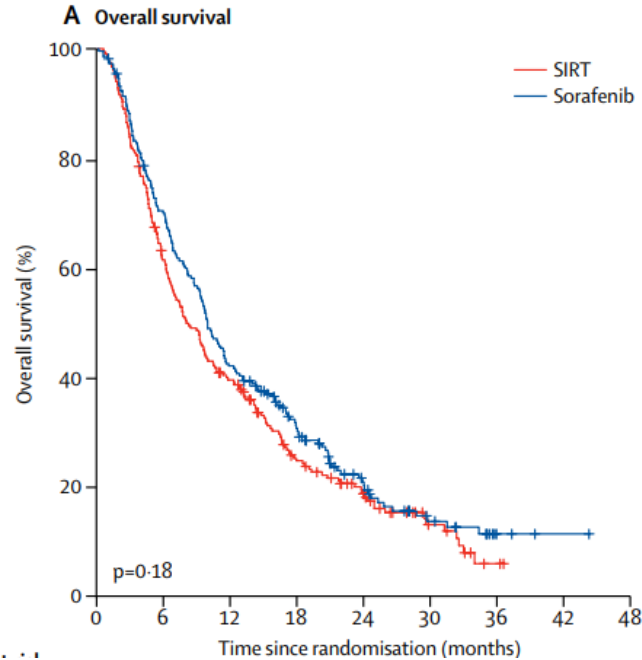 A Overall survival
100
80
60
40
20
0
Overall survival (%)
SIRT
Sorafenib
p=0·18
0 6 12 18 24 30 36 42 48
Time since randomisation (months)